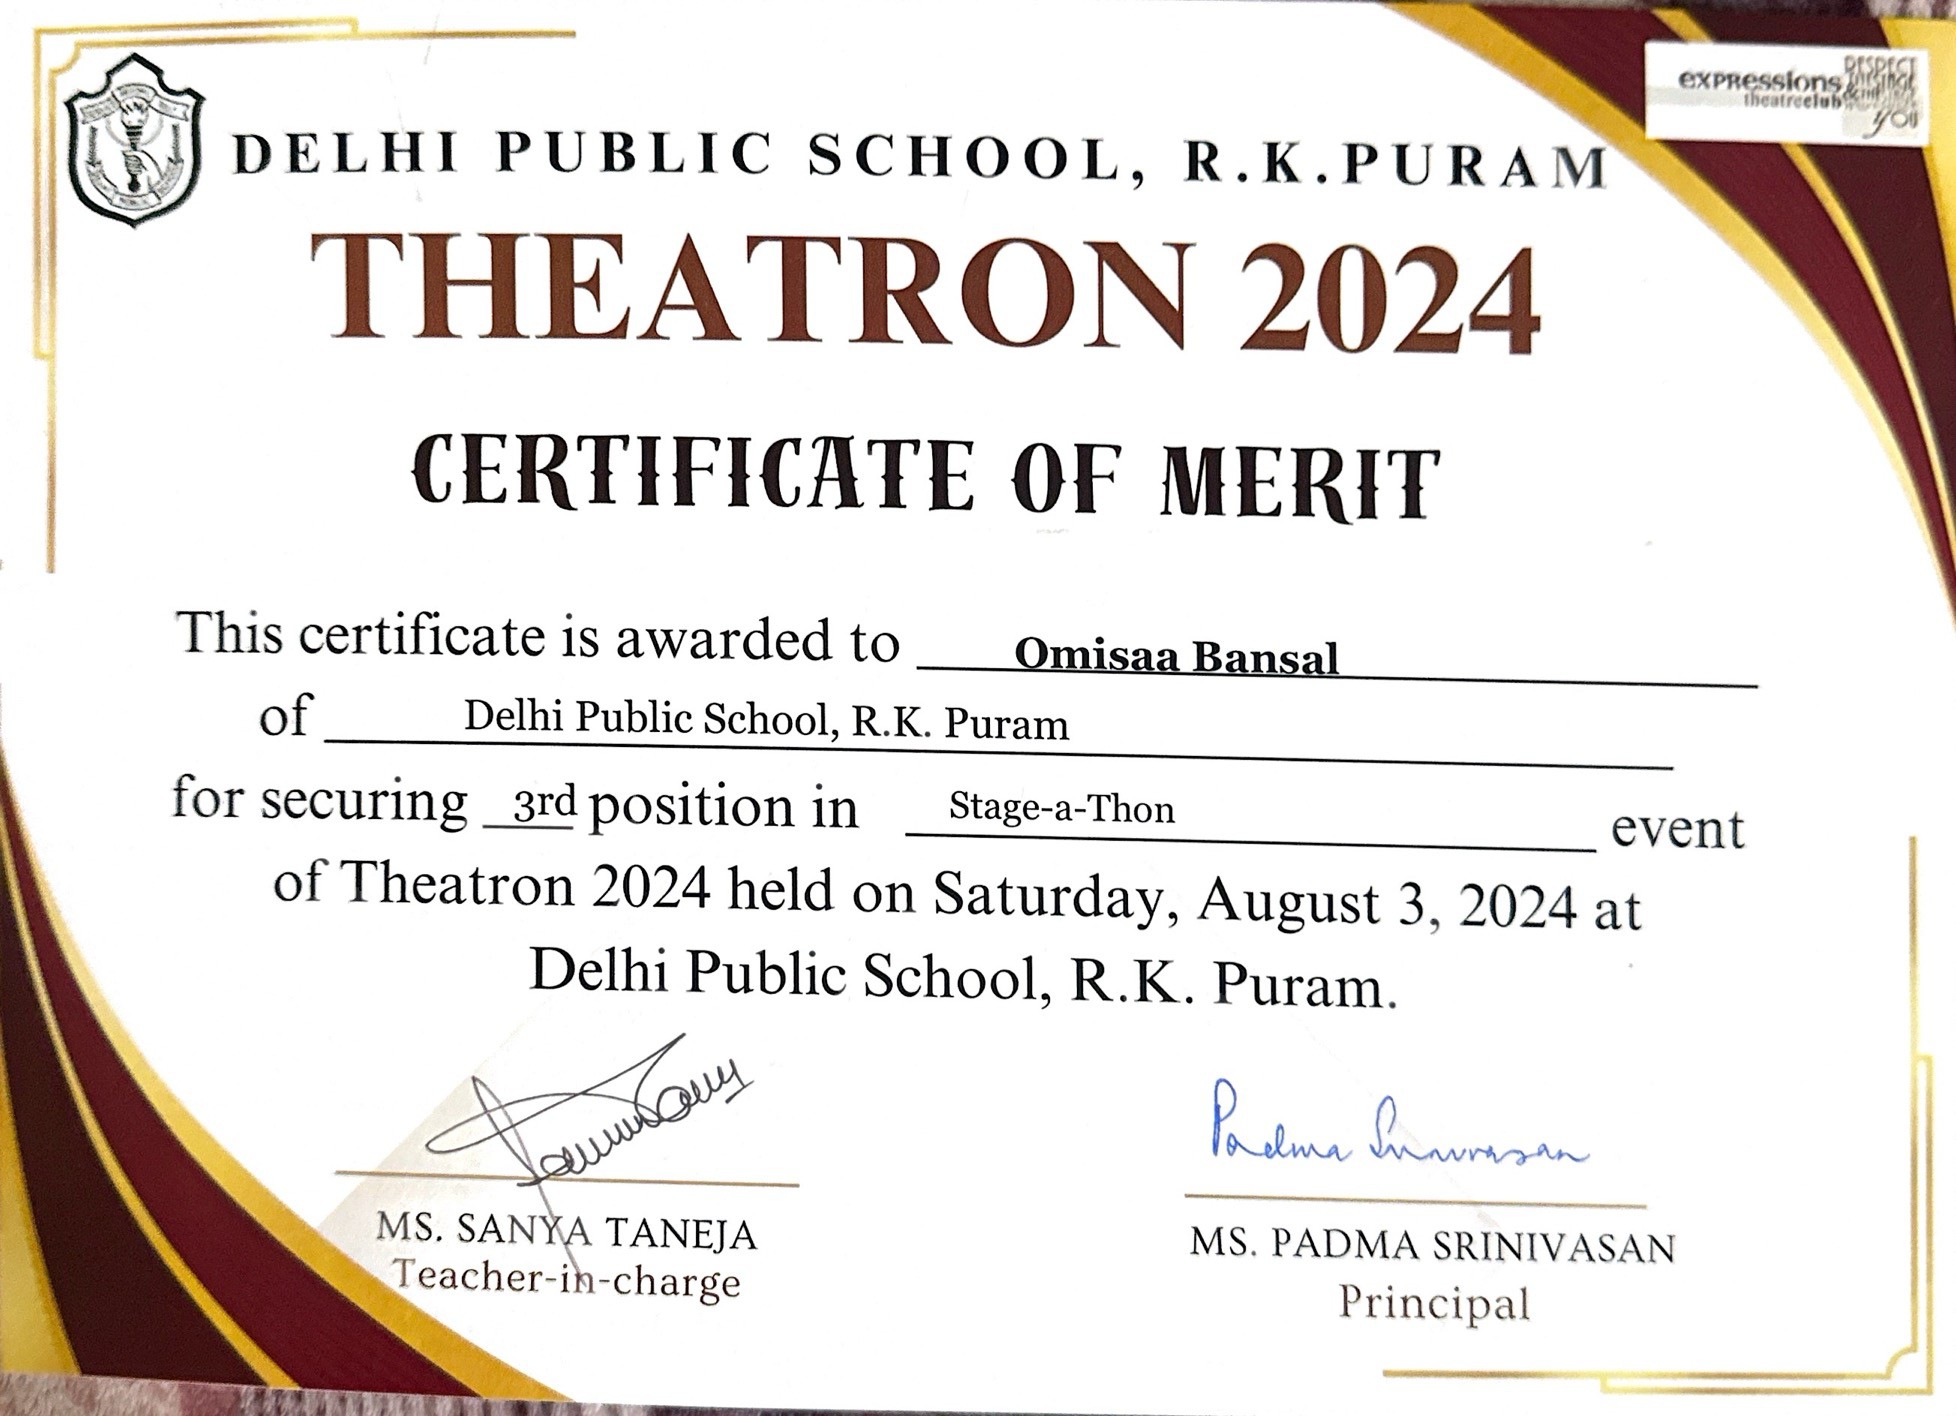 DELHI PUBLIC SCHOOL, R.K.PURAM
expressions
theatreclub
RESPECT
&
you
THEATRON 2024
CERTIFICATE OF MERIT
This certificate is awarded to Omisaa Bansal
of Delhi Public School, R.K. Puram
for securing 3rd position in Stage-a-Thon event
of Theatron 2024 held on Saturday, August 3, 2024 at
Delhi Public School, R.K. Puram.
Padma Srinivasan
MS. SANYA TANEJA
Teacher-in-charge
MS. PADMA SRINIVASAN
Principal